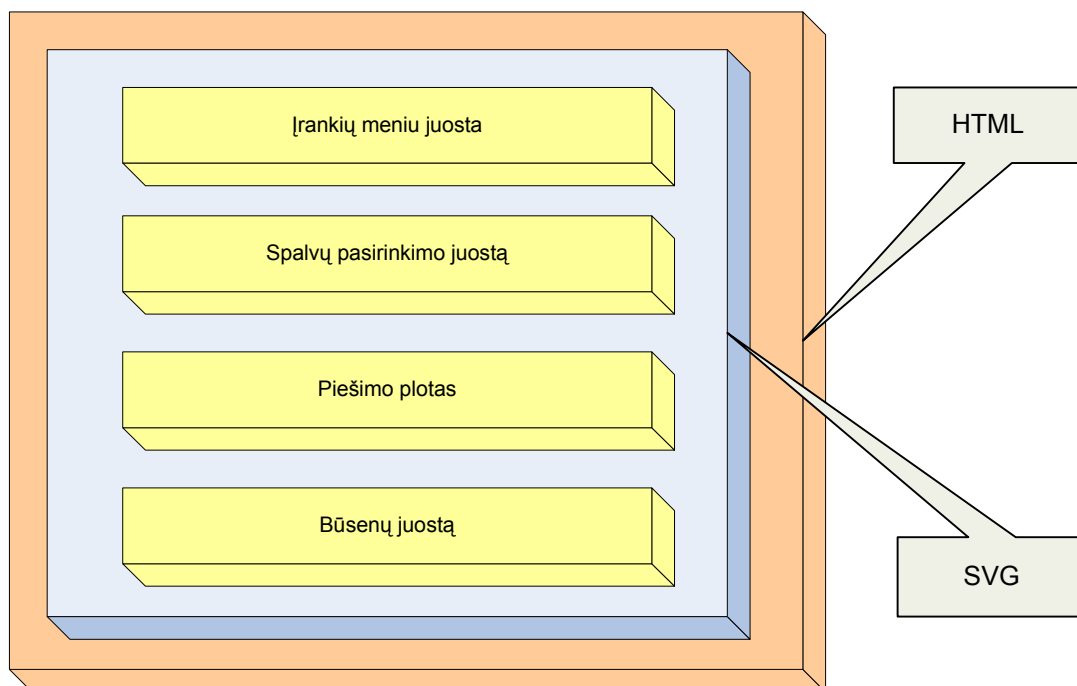 Įrankių meniu juosta
HTML
Spalvų pasirinkimo juostą
Piešimo plotas
Būsenų juostą
SVG